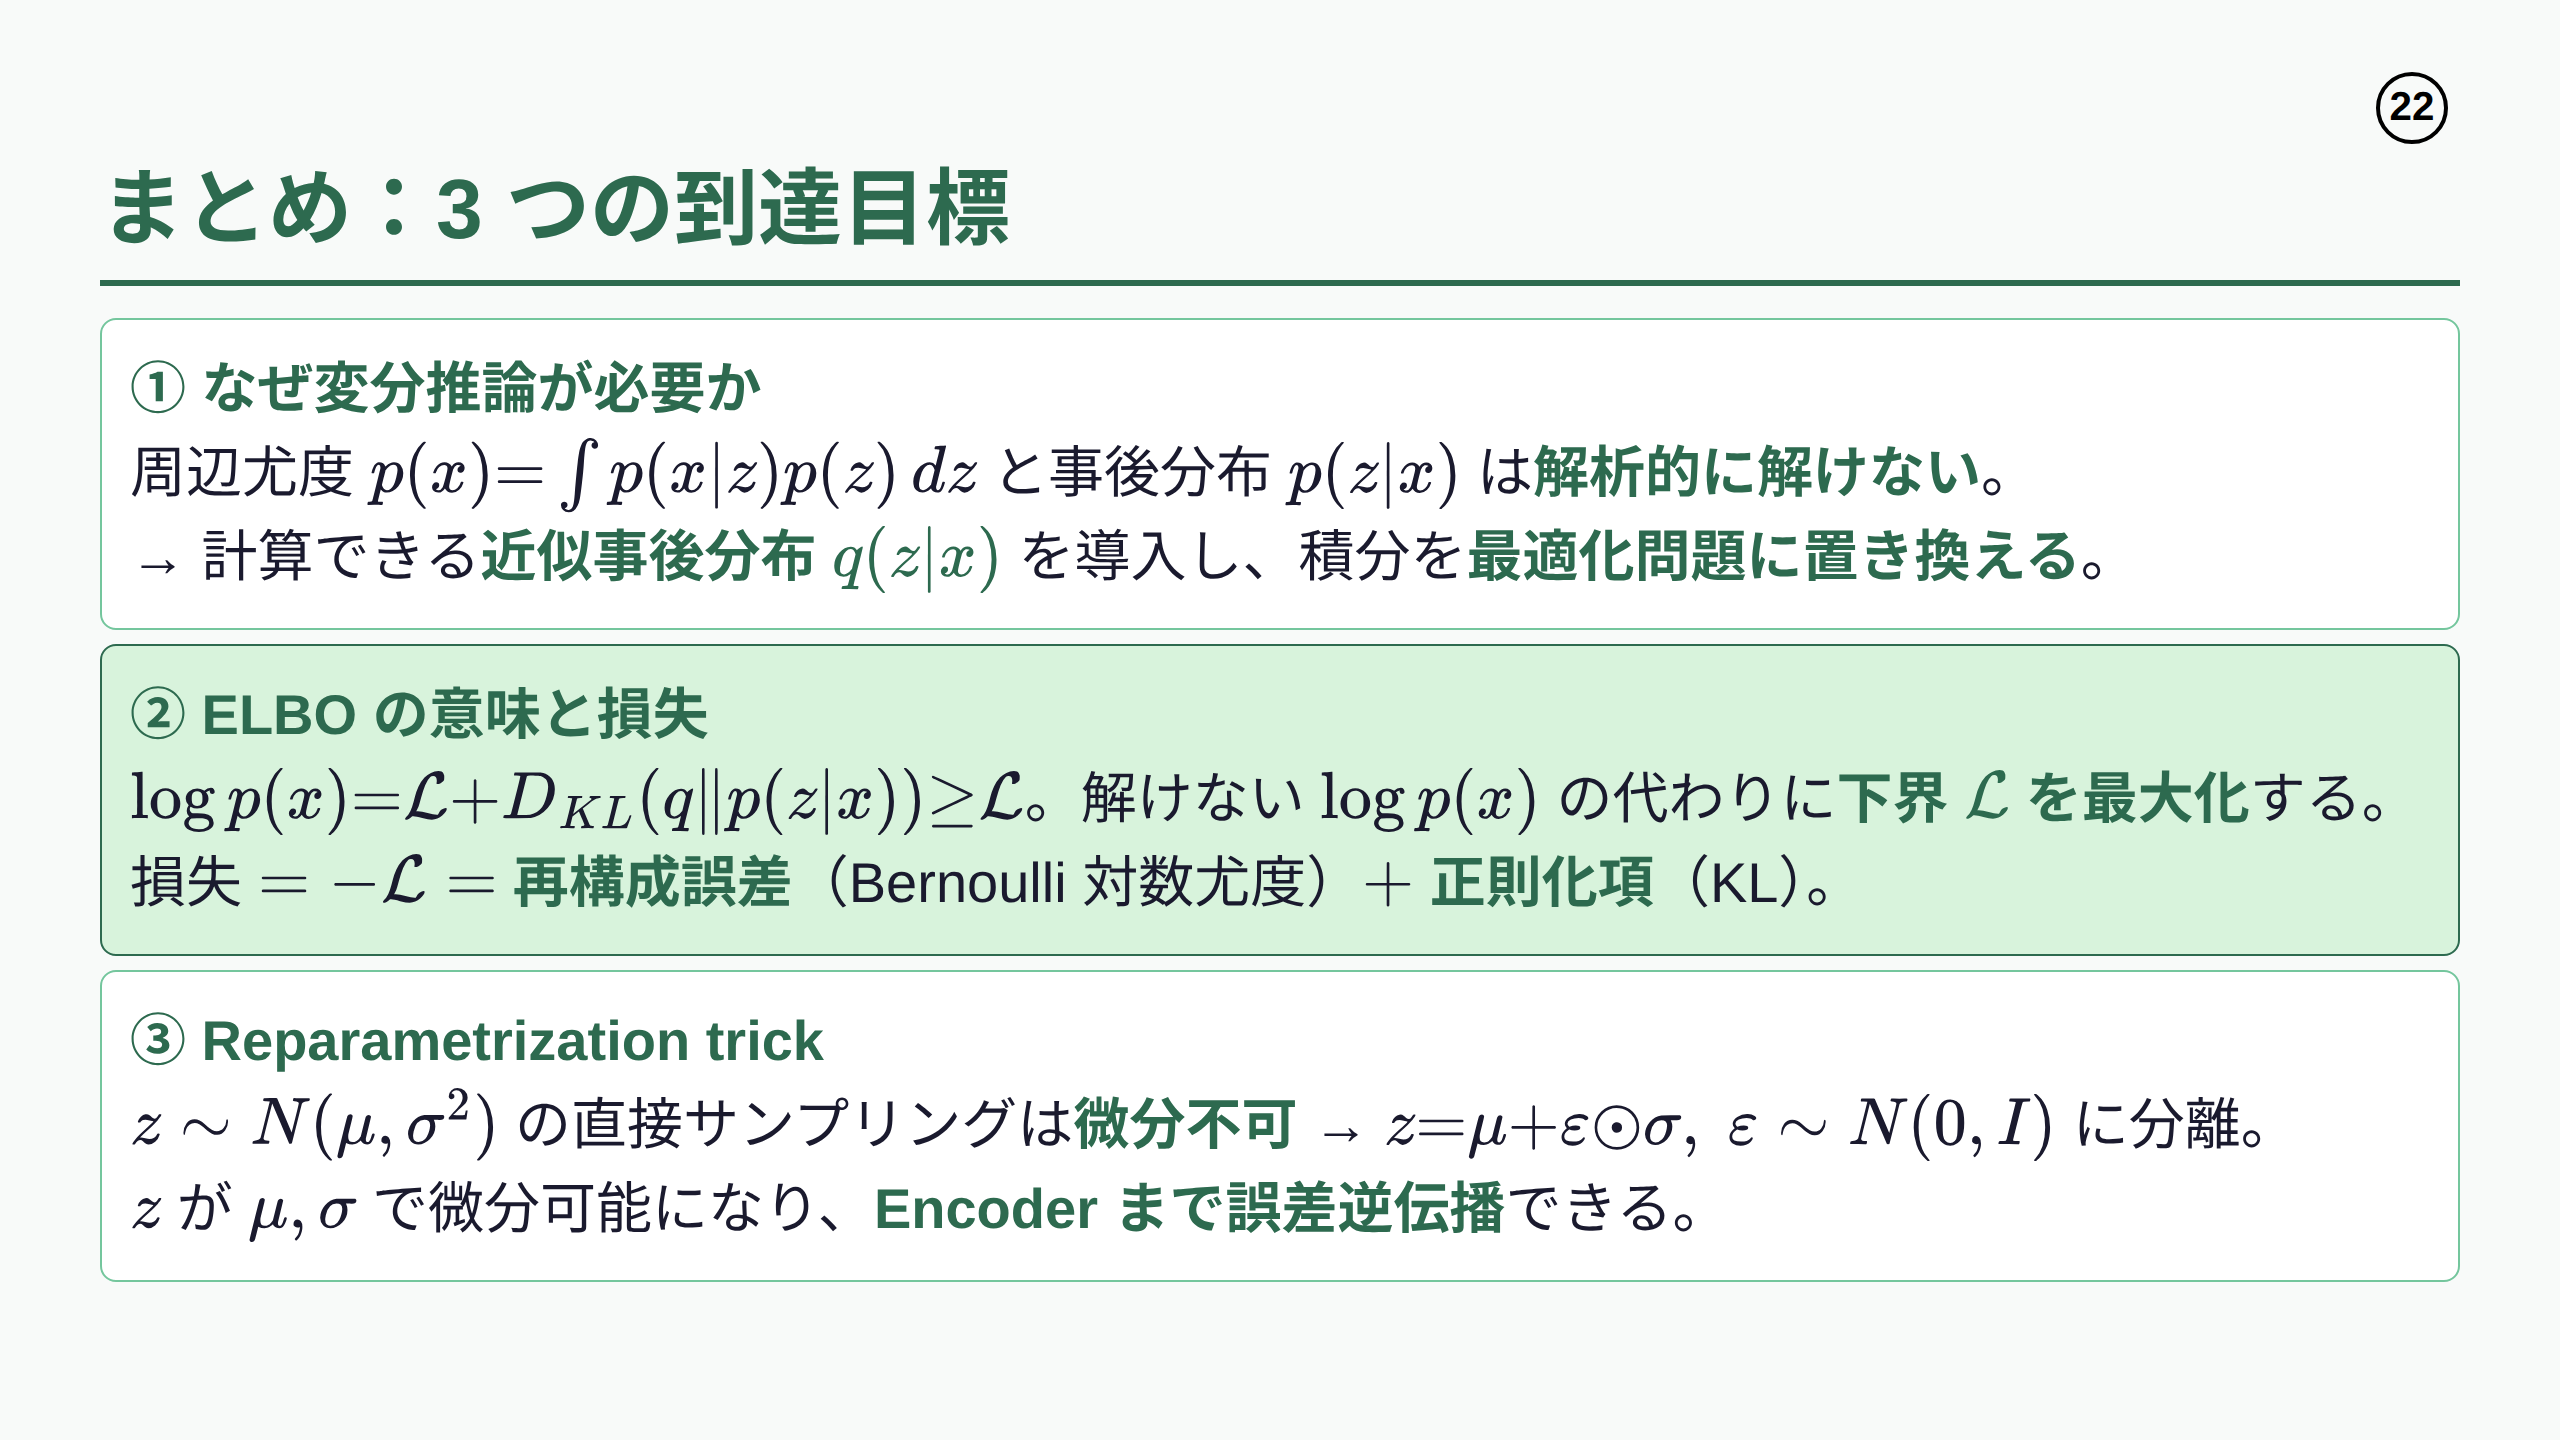 22
まとめ：3 つの到達目標
① なぜ変分推論が必要か
周辺尤度 p(x)=∫p(x|z)p(z) dz と事後分布 p(z|x) は解析的に解けない。
→ 計算できる近似事後分布 q(z|x) を導入し、積分を最適化問題に置き換える。
② ELBO の意味と損失
log p(x)=ℒ+D_{KL}(q||p(z|x))≥ℒ。解けない log p(x) の代わりに下界 ℒ を最大化する。
損失 = −ℒ = 再構成誤差（Bernoulli 対数尤度）+ 正則化項（KL）。
③ Reparametrization trick
z ∼ N(μ, σ²) の直接サンプリングは微分不可 → z=μ+ε⊙σ, ε ∼ N(0, I) に分離。
z が μ, σ で微分可能になり、Encoder まで誤差逆伝播できる。